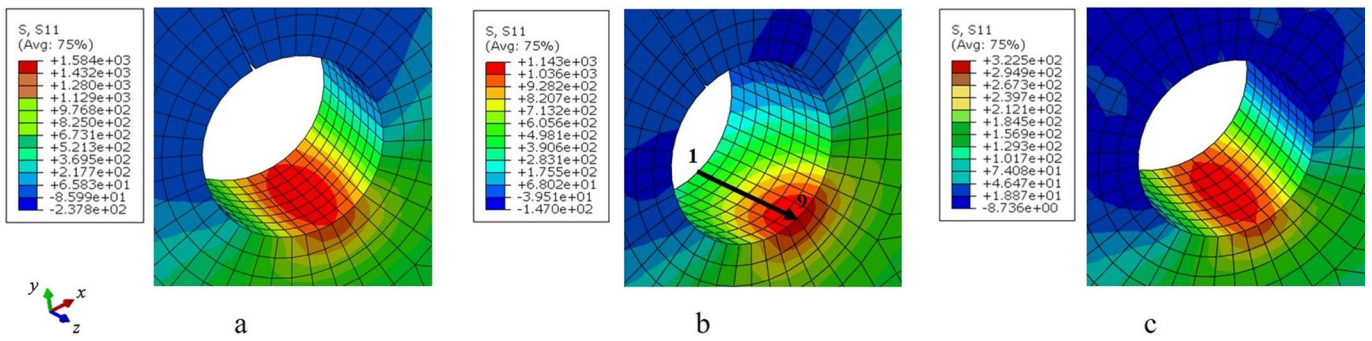 S, S11
(Avg: 75%)
+1.584e+03
+1.432e+03
+1.280e+03
+1.129e+03
+9.768e+02
+8.250e+02
+6.731e+02
+5.213e+02
+3.695e+02
+2.177e+02
+6.583e+01
-8.599e+01
-2.378e+02
S, S11
(Avg: 75%)
+1.143e+03
+1.036e+03
+9.282e+02
+8.207e+02
+7.132e+02
+6.056e+02
+4.981e+02
+3.906e+02
+2.831e+02
+1.755e+02
+6.802e+01
-3.951e+01
-1.470e+02
1
9
S, S11
(Avg: 75%)
+3.225e+02
+2.949e+02
+2.673e+02
+2.397e+02
+2.121e+02
+1.845e+02
+1.569e+02
+1.293e+02
+1.017e+02
+7.408e+01
+4.647e+01
+1.887e+01
-8.736e+00
y
x
z
a
b
c